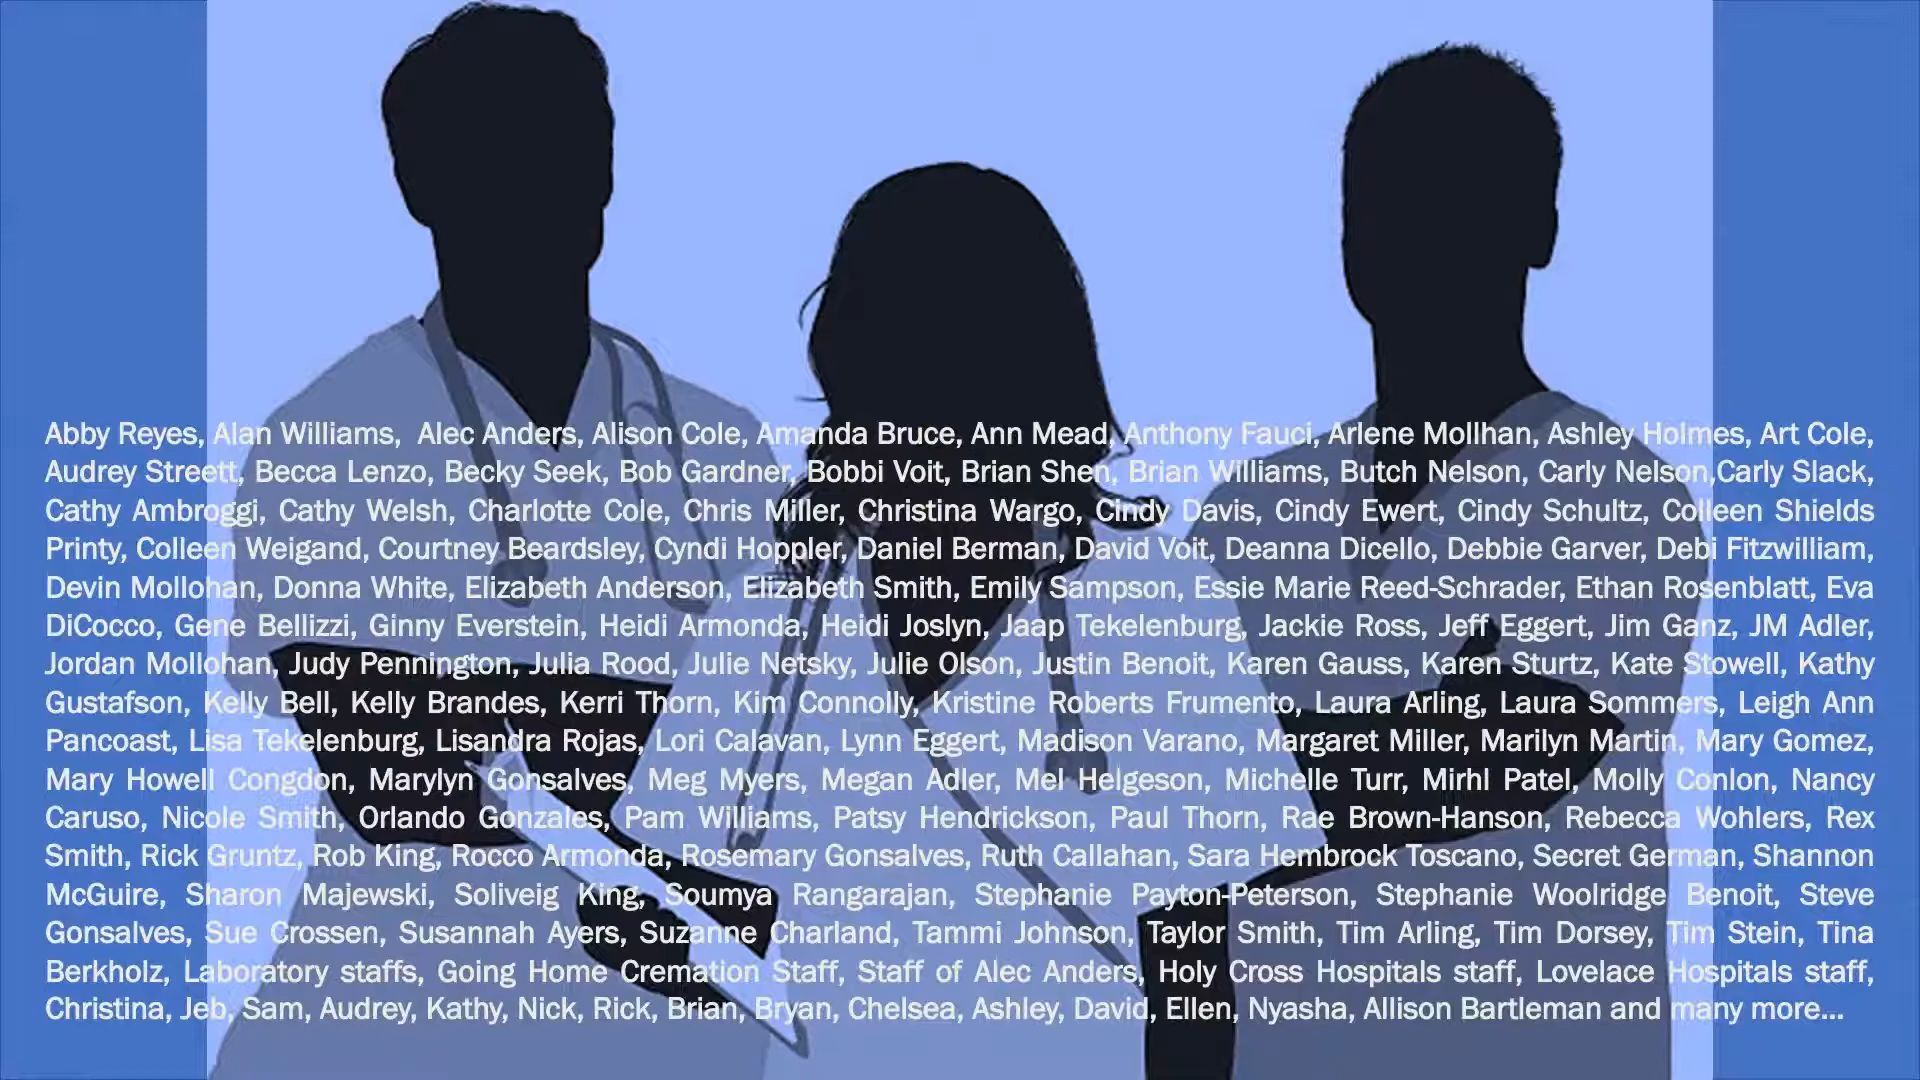 Abby Reyes, Alan Williams,  Alec Anders, Alison Cole, Amanda Bruce, Ann Mead, Anthony Fauci, Arlene Mollhan, Ashley Holmes, Art Cole,
Audrey Streett, Becca Lenzo, Becky Seek, Bob Gardner, Bobbi Voit, Brian Shen, Brian Williams, Butch Nelson, Carly Nelson,Carly Slack,
Cathy Ambroggi, Cathy Welsh, Charlotte Cole, Chris Miller, Christina Wargo, Cindy Davis, Cindy Ewert, Cindy Schultz, Colleen Shields
Printy, Colleen Weigand, Courtney Beardsley, Cyndi Hoppler, Daniel Berman, David Voit, Deanna Dicello, Debbie Garver, Debi Fitzwilliam,
Devin Mollohan, Donna White, Elizabeth Anderson, Elizabeth Smith, Emily Sampson, Essie Marie Reed-Schrader, Ethan Rosenblatt, Eva
DiCocco, Gene Bellizzi, Ginny Everstein, Heidi Armonda, Heidi Joslyn, Jaap Tekelenburg, Jackie Ross, Jeff Eggert, Jim Ganz, JM Adler,
Jordan Mollohan, Judy Pennington, Julia Rood, Julie Netsky, Julie Olson, Justin Benoit, Karen Gauss, Karen Sturtz, Kate Stowell, Kathy
Gustafson, Kelly Bell, Kelly Brandes, Kerri Thorn, Kim Connolly, Kristine Roberts Frumento, Laura Arling, Laura Sommers, Leigh Ann
Pancoast, Lisa Tekelenburg, Lisandra Rojas, Lori Calavan, Lynn Eggert, Madison Varano, Margaret Miller, Marilyn Martin, Mary Gomez,
Mary Howell Congdon, Marylyn Gonsalves, Meg Myers, Megan Adler, Mel Helgeson, Michelle Turr, Mirhl Patel, Molly Conlon, Nancy
Caruso, Nicole Smith, Orlando Gonzales, Pam Williams, Patsy Hendrickson, Paul Thorn, Rae Brown-Hanson, Rebecca Wohlers, Rex
Smith, Rick Gruntz, Rob King, Rocco Armonda, Rosemary Gonsalves, Ruth Callahan, Sara Hembrock Toscano, Secret German, Shannon
McGuire, Sharon Majewski, Soliveig King, Soumya Rangarajan, Stephanie Payton-Peterson, Stephanie Woolridge Benoit, Steve
Gonsalves, Sue Crossen, Susannah Ayers, Suzanne Charland, Tammi Johnson, Taylor Smith, Tim Arling, Tim Dorsey, Tim Stein, Tina
Berkholz, Laboratory staffs, Going Home Cremation Staff, Staff of Alec Anders, Holy Cross Hospitals staff, Lovelace Hospitals staff,
Christina, Jeb, Sam, Audrey, Kathy, Nick, Rick, Brian, Bryan, Chelsea, Ashley, David, Ellen, Nyasha, Allison Bartleman and many more...